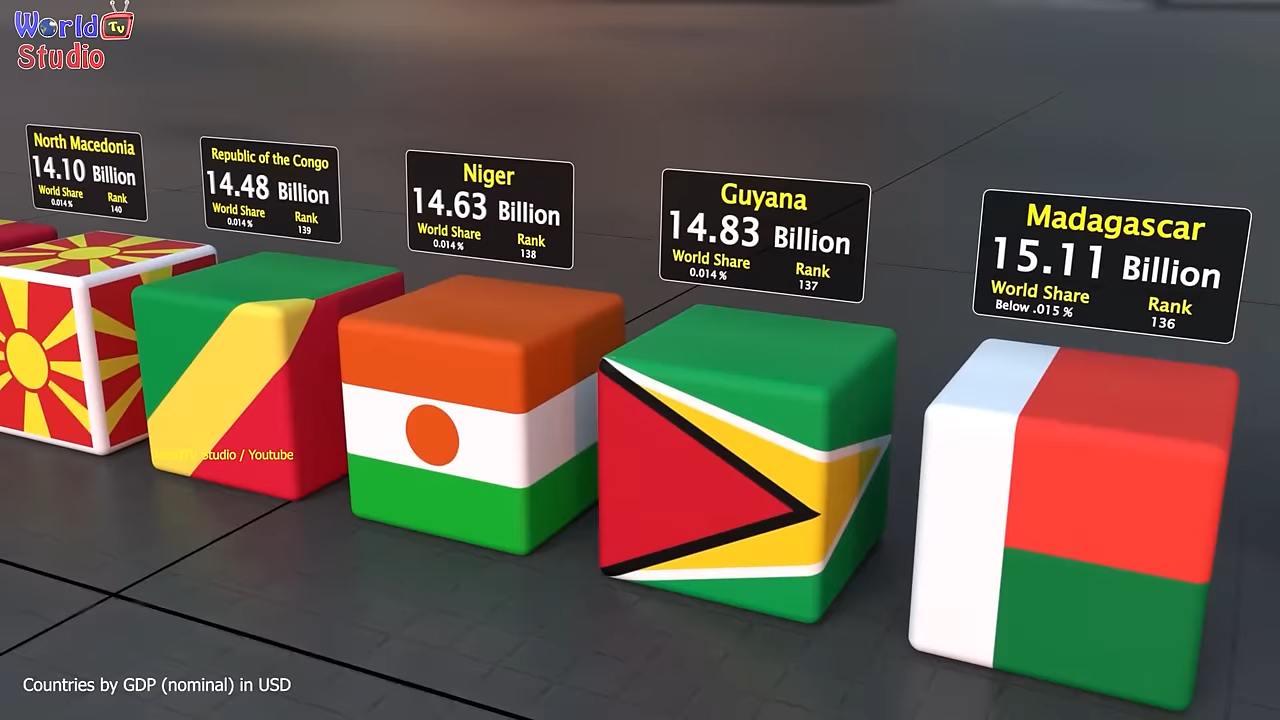 World Tv
Studio
North Macedonia
14.10 Billion
World Share
0.014 %
Rank
140
Republic of the Congo
14.48 Billion
World Share
0.014 %
Rank
139
Niger
14.63 Billion
World Share
0.014 %
Rank
138
Guyana
14.83 Billion
World Share
0.014 %
Rank
137
Madagascar
15.11 Billion
World Share
Below .015 %
Rank
136
Studio / Youtube
Countries by GDP (nominal) in USD